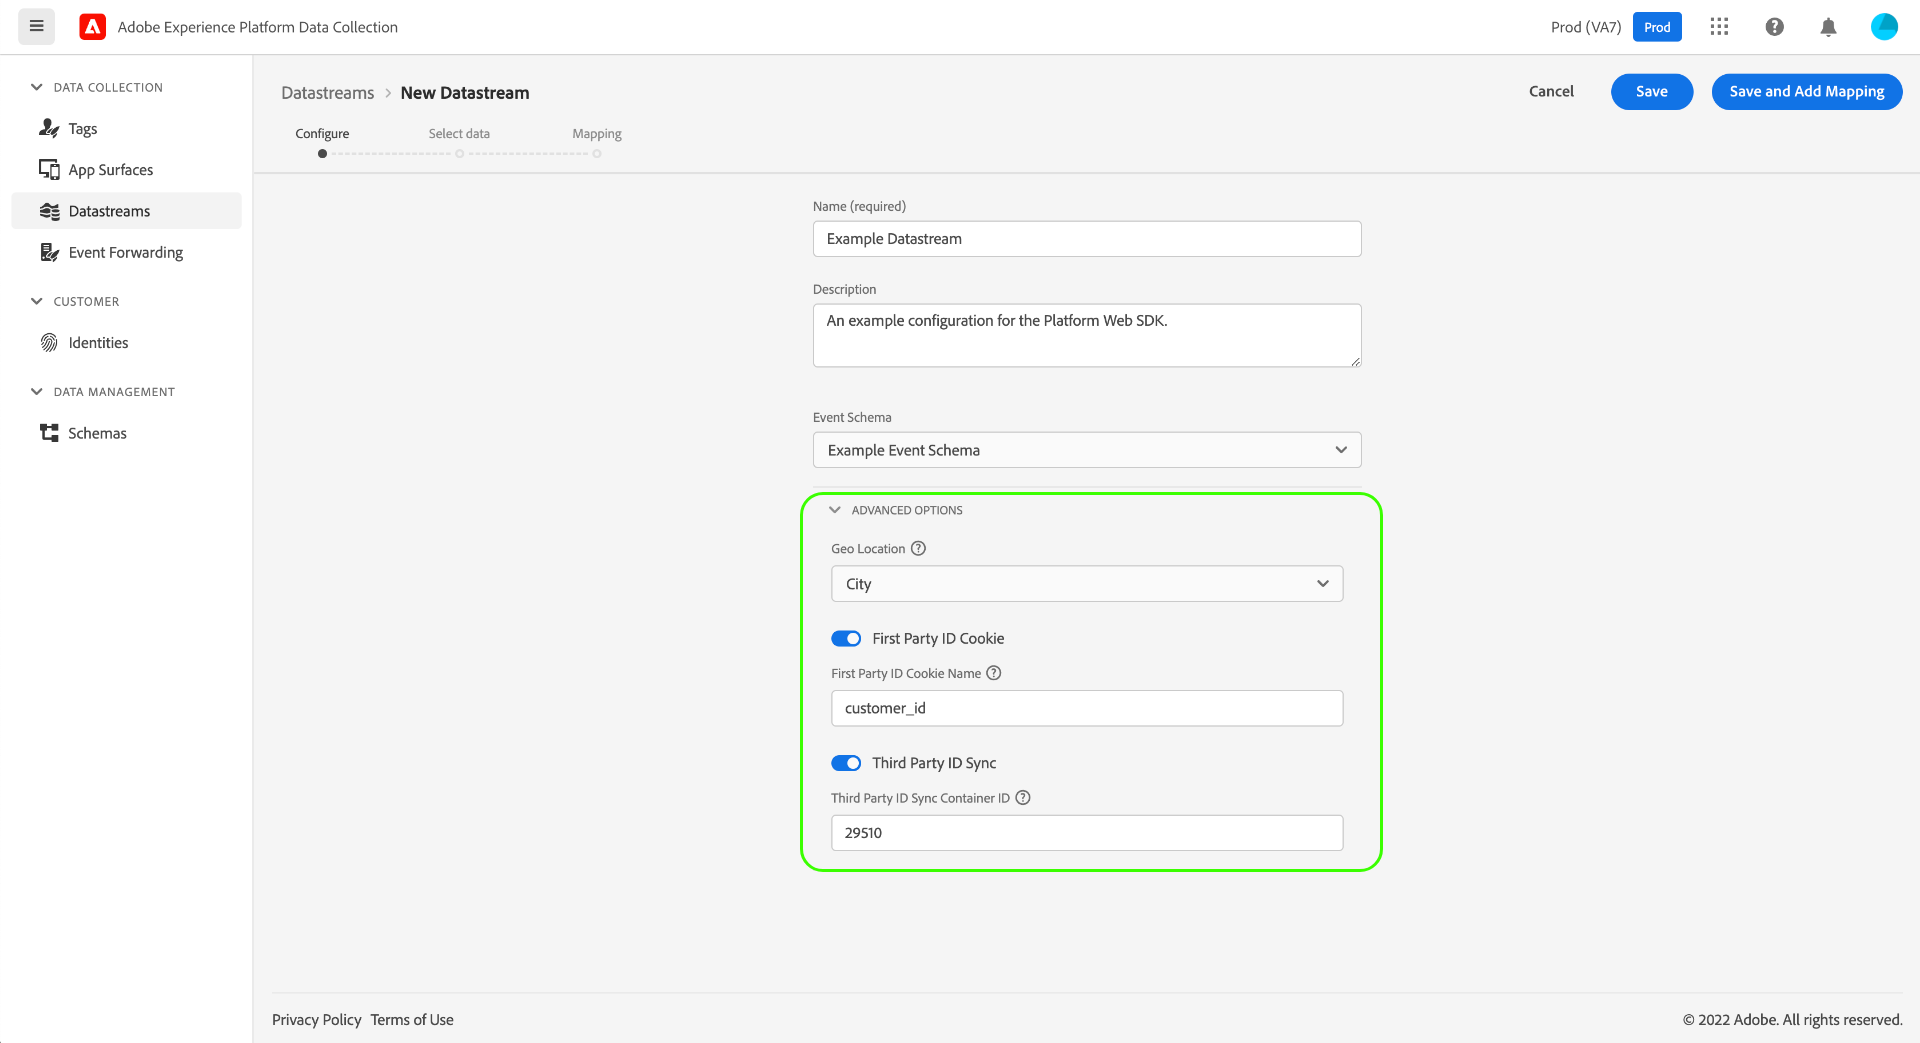 Adobe Experience Platform Data Collection
Prod (VA7)
Prod
DATA COLLECTION
Tags
App Surfaces
Datastreams
Event Forwarding
CUSTOMER
Identities
DATA MANAGEMENT
Schemas
Datastreams > New Datastream
Cancel
Save
Save and Add Mapping
Configure
Select data
Mapping
Name (required)
Example Datastream
Description
An example configuration for the Platform Web SDK.
Event Schema
Example Event Schema
ADVANCED OPTIONS
Geo Location
City
First Party ID Cookie
First Party ID Cookie Name
customer_id
Third Party ID Sync
Third Party ID Sync Container ID
29510
Privacy Policy Terms of Use
© 2022 Adobe. All rights reserved.